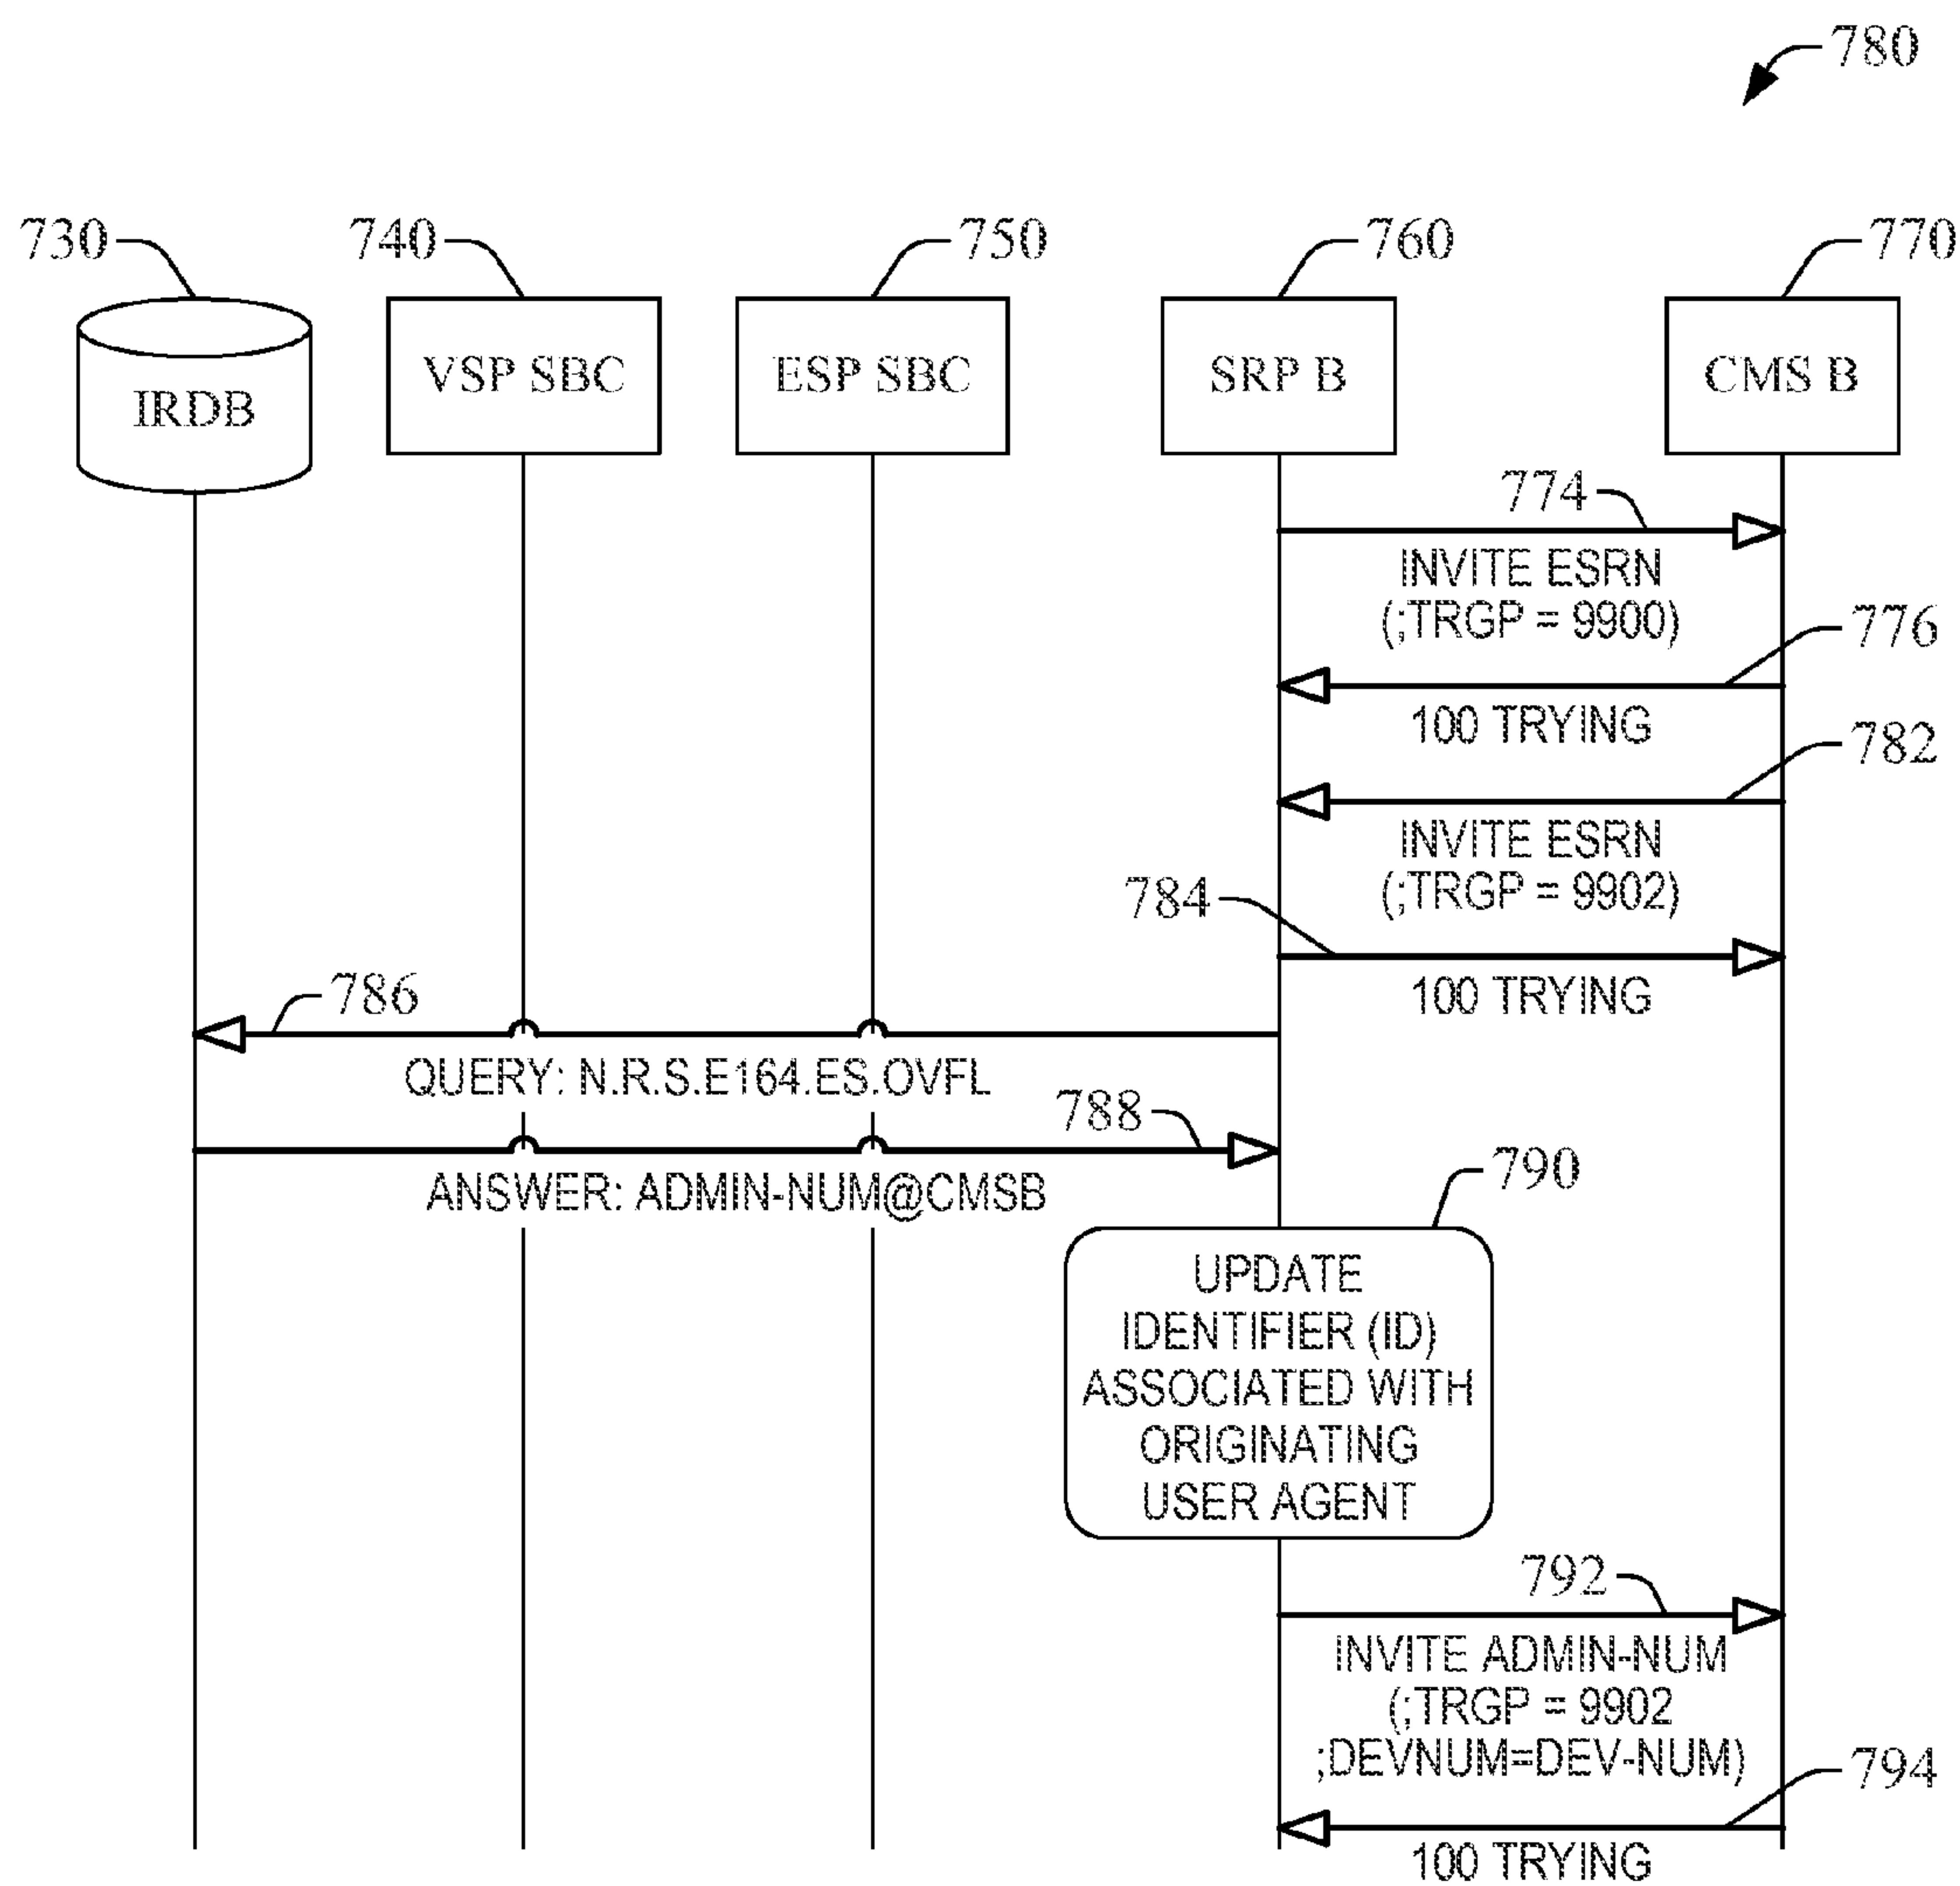 780
730
740
750
760
770
IRDB
VSP SBC
ESP SBC
SRP B
CMS B
774
INVITE ESRN
(;TRGP = 9900)
776
100 TRYING
782
INVITE ESRN
(;TRGP = 9902)
784
100 TRYING
786
QUERY: N.R.S.E164.ES.OVFL
788
ANSWER: ADMIN-NUM@CMSB
790
UPDATE
IDENTIFIER (ID)
ASSOCIATED WITH
ORIGINATING
USER AGENT
792
INVITE ADMIN-NUM
(;TRGP = 9902
;DEVNUM=DEV-NUM)
794
100 TRYING